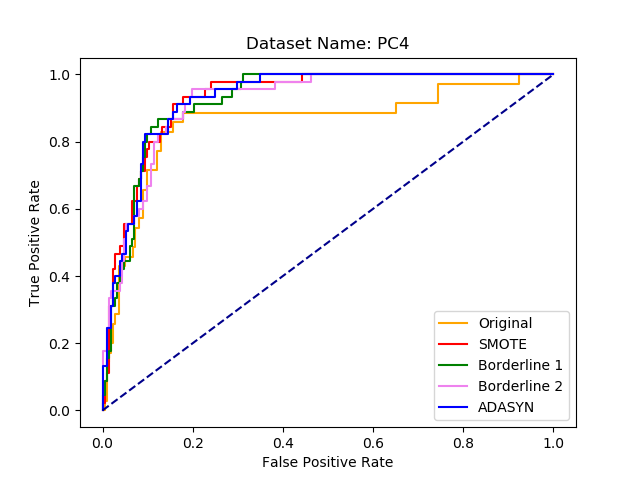 Dataset Name: PC4
True Positive Rate
1.0
0.8
0.6
0.4
0.2
0.0
0.0 0.2 0.4 0.6 0.8 1.0
False Positive Rate
Original
SMOTE
Borderline 1
Borderline 2
ADASYN